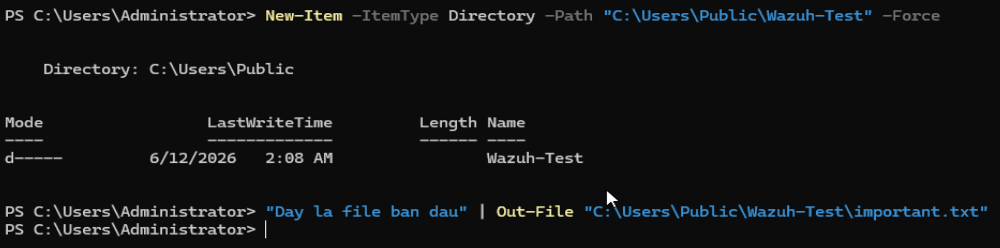 PS C:\Users\Administrator> New-Item -ItemType Directory -Path "C:\Users\Public\Wazuh-Test" -Force
Directory: C:\Users\Public
Mode LastWriteTime Length Name
---- ------------- ------ ----
d----- 6/12/2026 2:08 AM Wazuh-Test
PS C:\Users\Administrator> "Day la file ban dau" | Out-File "C:\Users\Public\Wazuh-Test\important.txt"
PS C:\Users\Administrator>